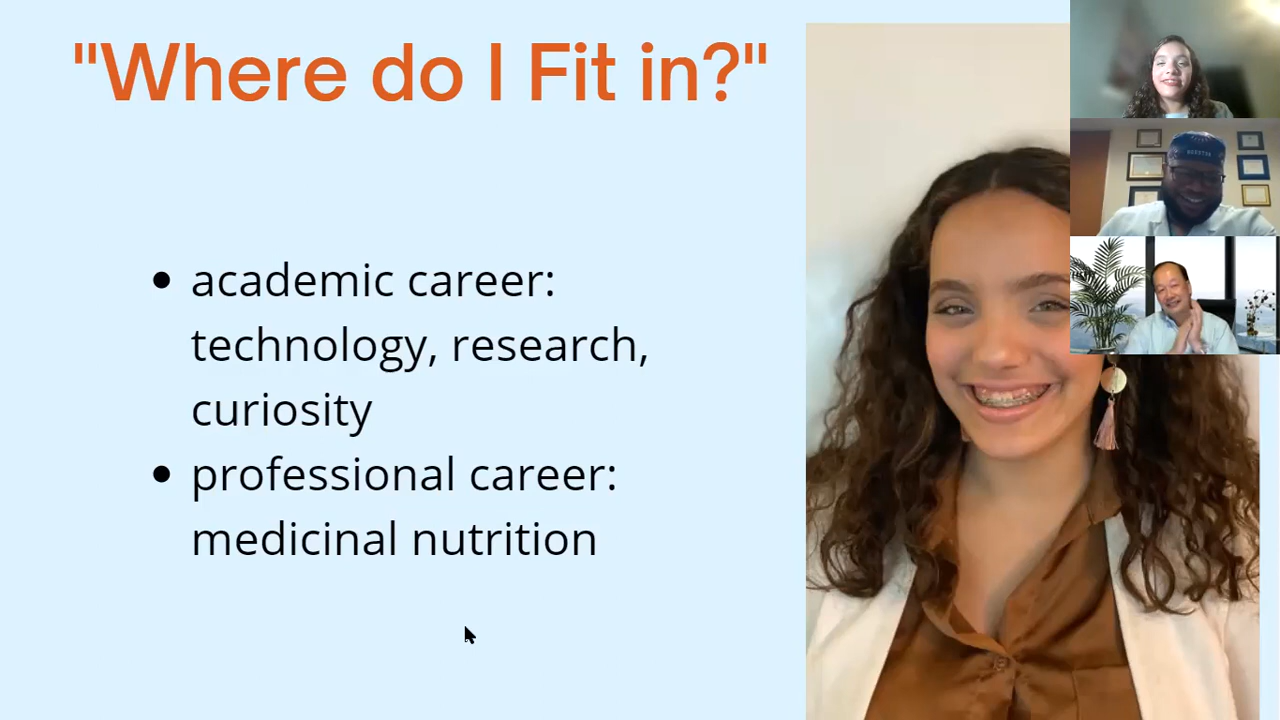 "Where do I Fit in?"
• academic career:
technology, research,
curiosity
• professional career:
medicinal nutrition